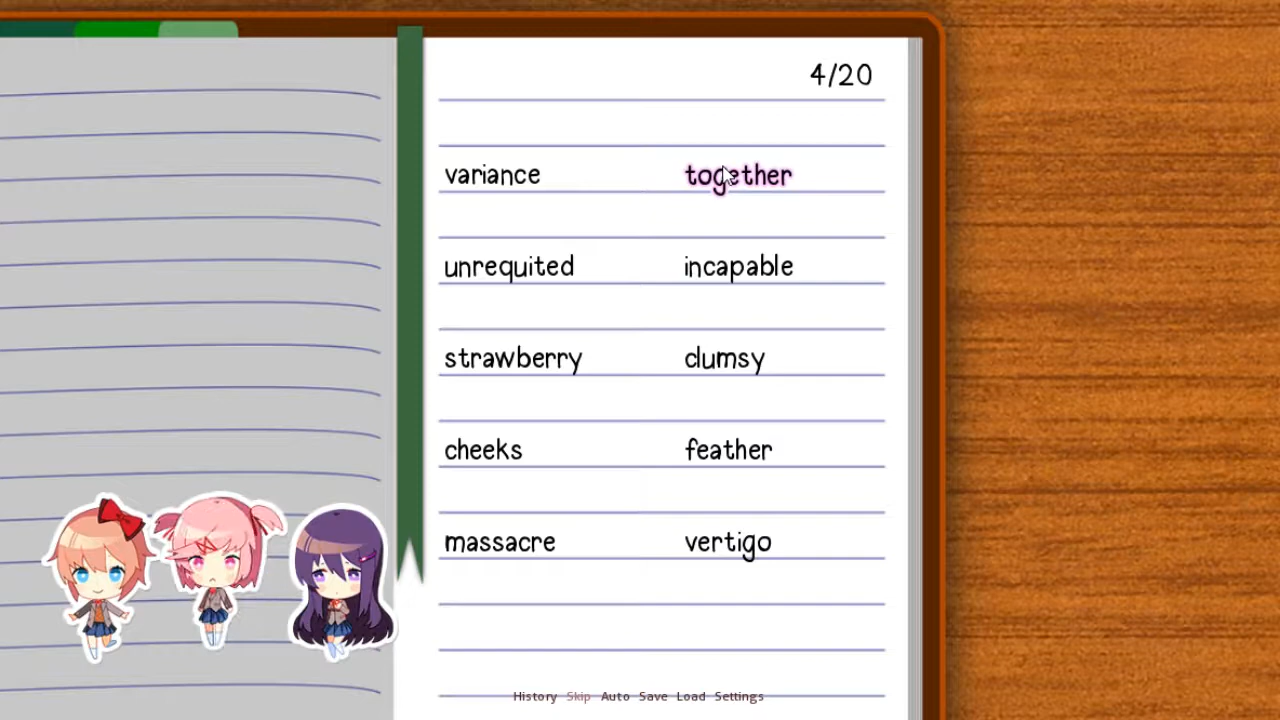 4/20
variance together
unrequited incapable
strawberry clumsy
cheeks feather
massacre vertigo
History Skip Auto Save Load Settings